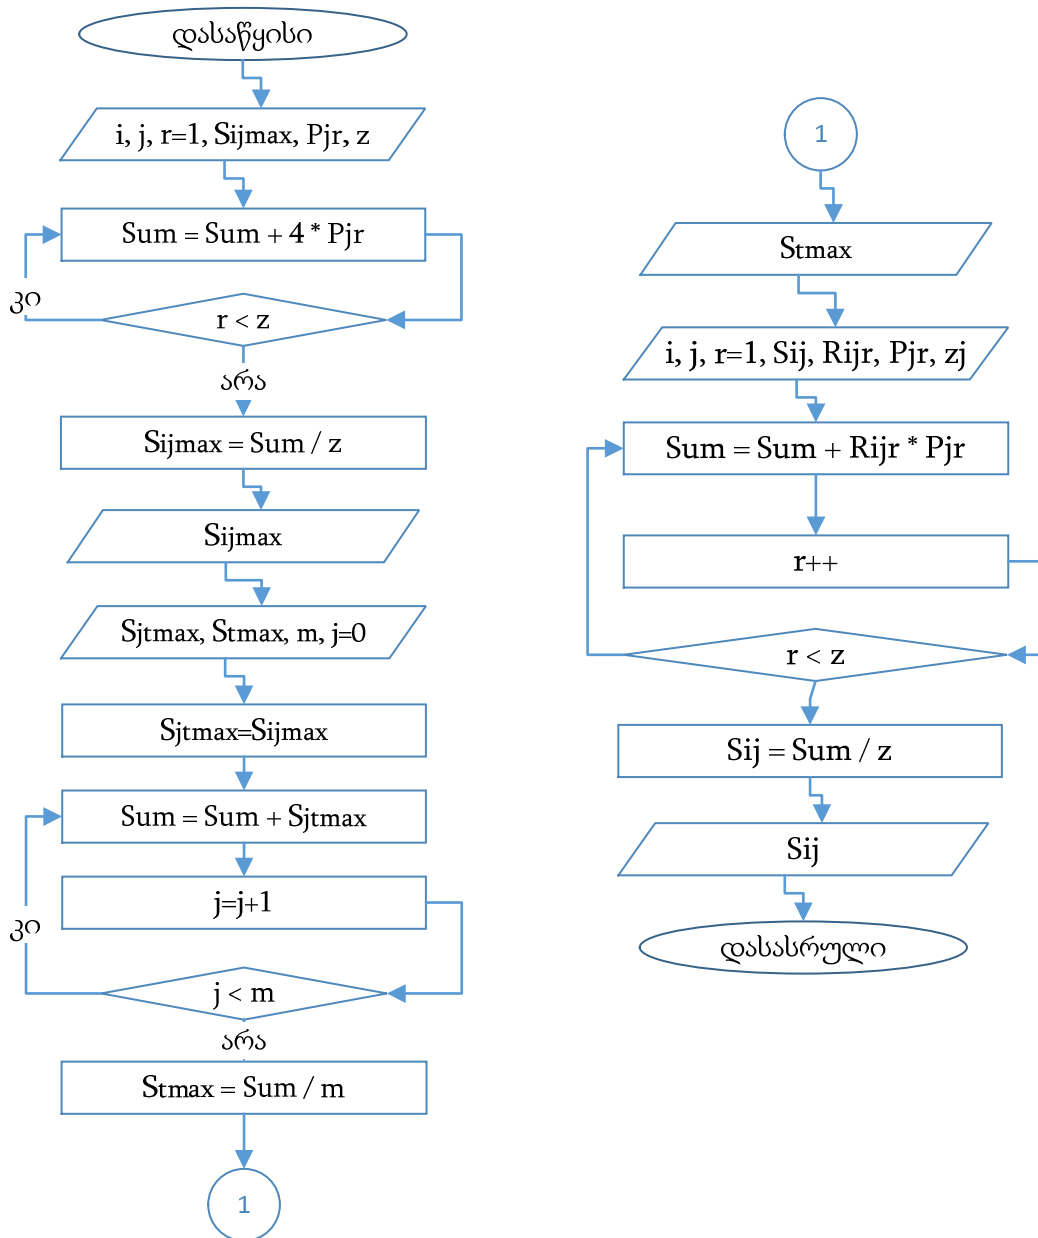 დასაწყისი
i, j, r=1, Sijmax, Pjr, z
Sum = Sum + 4 * Pjr
კი
r < z
არა
Sijmax = Sum / z
Sijmax
Sjtmax, Stmax, m, j=0
Sjtmax=Sijmax
Sum = Sum + Sjtmax
j=j+1
კი
j < m
არა
Stmax = Sum / m
1
1
Stmax
i, j, r=1, Sij, Rijr, Pjr, zj
Sum = Sum + Rijr * Pjr
r++
r < z
Sij = Sum / z
Sij
დასასრული